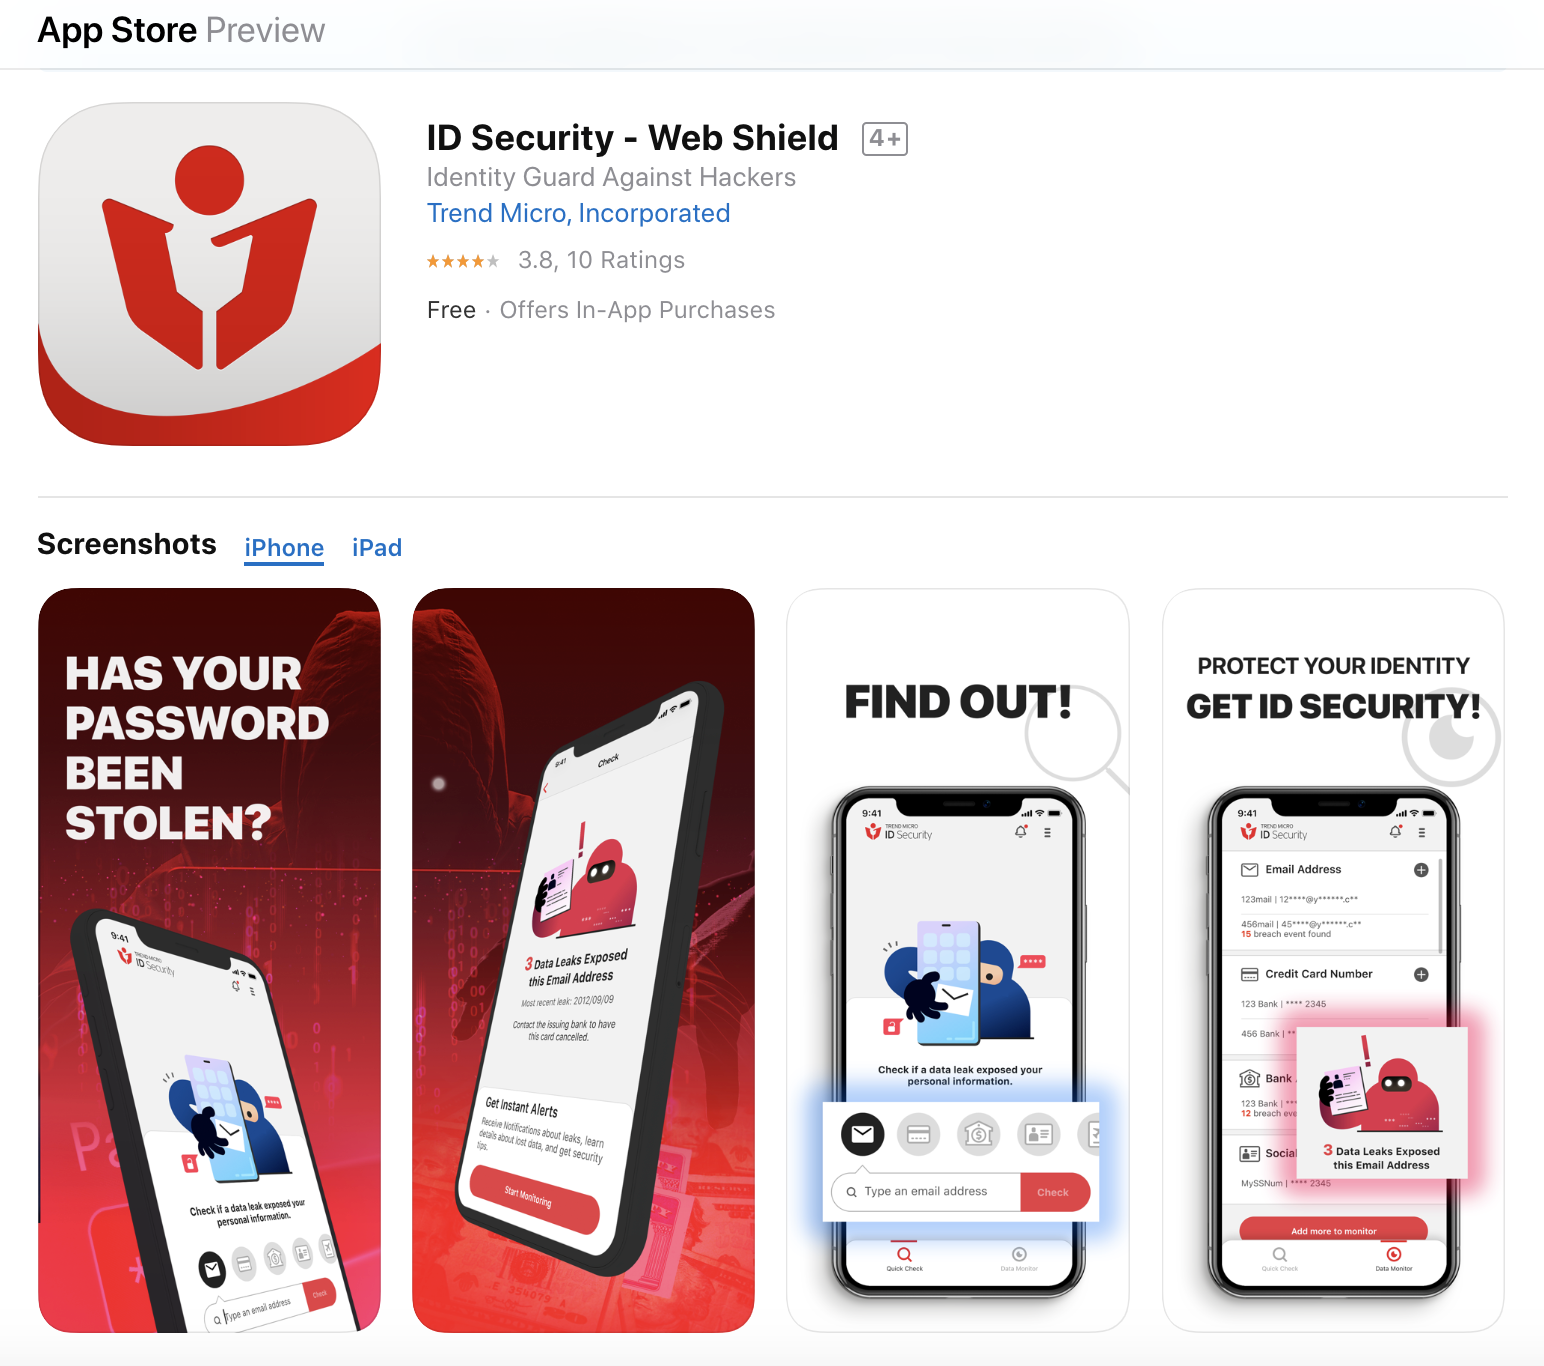 App Store Preview
ID Security - Web Shield 4+
Identity Guard Against Hackers
Trend Micro, Incorporated
3.8, 10 Ratings
Free · Offers In-App Purchases
Screenshots iPhone iPad
HAS YOUR
PASSWORD
BEEN
STOLEN?
9:41
TREND MICRO
ID Security
Check if a data leak exposed your
personal information.
Type an email address Check
9:41
Check
3 Data Leaks Exposed
this Email Address
Most recent leak: 2012/09/09
Contact the issuing bank to have
this card cancelled.
Get Instant Alerts
Receive Notifications about leaks, learn
details about lost data, and get security
tips.
Start Monitoring
FIND OUT!
9:41
TREND MICRO
ID Security
Check if a data leak exposed your
personal information.
Type an email address Check
Quick Check Data Monitor
PROTECT YOUR IDENTITY
GET ID SECURITY!
9:41
TREND MICRO
ID Security
Email Address
123mail | 12****@y******.c**
456mail | 45****@y******.c**
15 breach event found
Credit Card Number
123 Bank | **** 2345
456 Bank | **
Bank
123 Bank | ****
12 breach eve
Social
MySSNum | **** 2345
3 Data Leaks Exposed
this Email Address
Add more to monitor
Quick Check Data Monitor